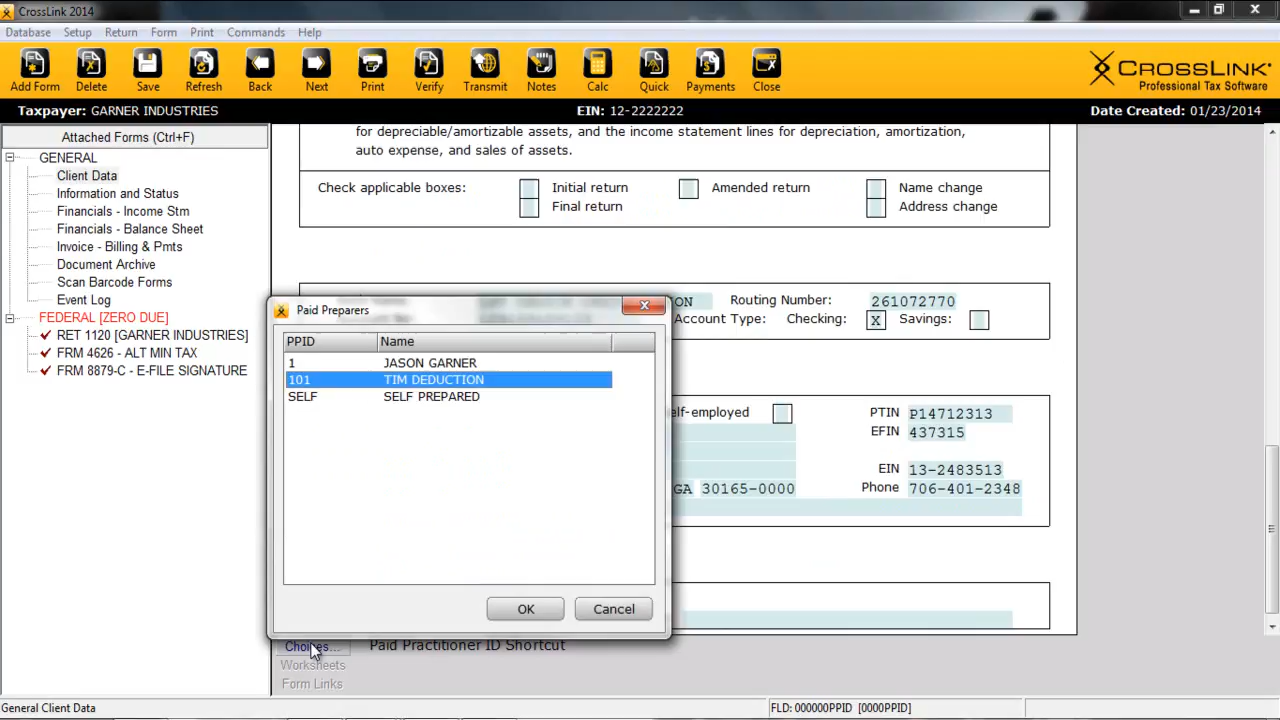 CrossLink 2014
Database Setup Return Form Print Commands Help
Add Form Delete Save Refresh Back Next Print Verify Transmit Notes Calc Quick Payments Close
CROSSLINK®
Professional Tax Software
Taxpayer: GARNER INDUSTRIES EIN: 12-2222222 Date Created: 01/23/2014
Attached Forms (Ctrl+F)
GENERAL
Client Data
Information and Status
Financials - Income Stm
Financials - Balance Sheet
Invoice - Billing & Pmts
Document Archive
Scan Barcode Forms
Event Log
FEDERAL [ZERO DUE]
RET 1120 [GARNER INDUSTRIES]
FRM 4626 - ALT MIN TAX
FRM 8879-C - E-FILE SIGNATURE
for depreciable/amortizable assets, and the income statement lines for depreciation, amortization,
auto expense, and sales of assets.
Check applicable boxes: Initial return Amended return Name change
Final return Address change
ON Routing Number: 261072770
Account Type: Checking: X Savings:
elf-employed PTIN P14712313
EFIN 437315
EIN 13-2483513
GA 30165-0000 Phone 706-401-2348
Paid Preparers
PPID Name
1 JASON GARNER
101 TIM DEDUCTION
SELF SELF PREPARED
OK Cancel
Choices... Paid Practitioner ID Shortcut
Worksheets
Form Links
General Client Data FLD: 000000PPID [0000PPID]